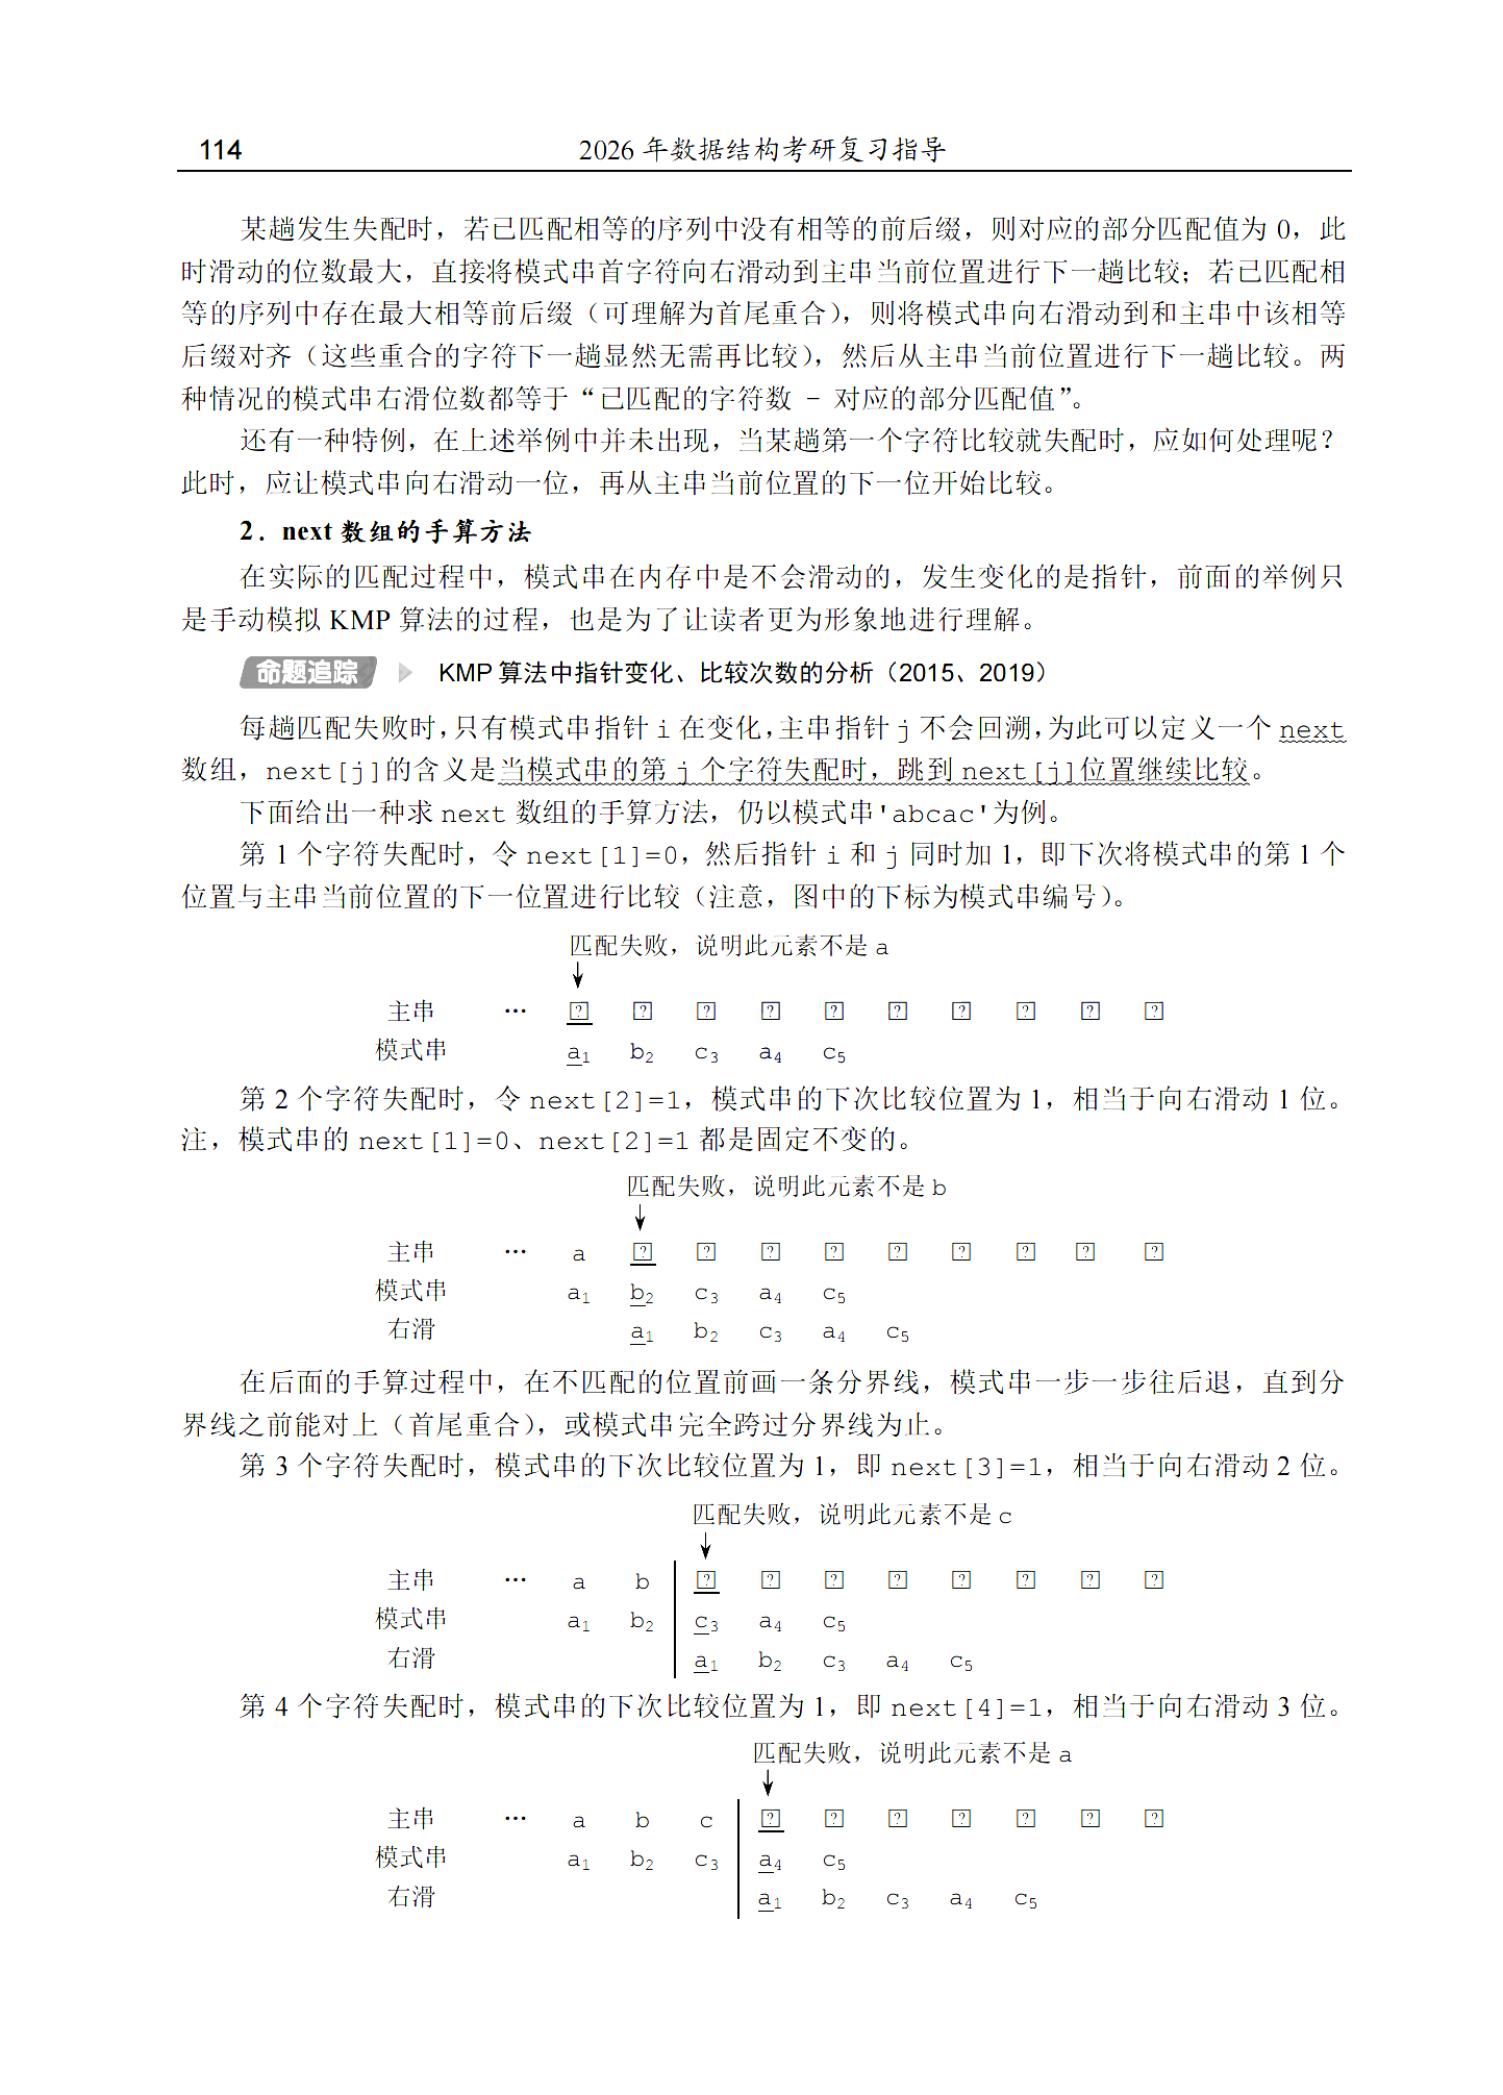 114
2026 年数据结构考研复习指导
某趟发生失配时，若已匹配相等的序列中没有相等的前后缀，则对应的部分匹配值为 0，此
时滑动的位数最大，直接将模式串首字符向右滑动到主串当前位置进行下一趟比较；若已匹配相
等的序列中存在最大相等前后缀（可理解为首尾重合），则将模式串向右滑动到和主串中该相等
后缀对齐（这些重合的字符下一趟显然无需再比较），然后从主串当前位置进行下一趟比较。两
种情况的模式串右滑位数都等于“已匹配的字符数 − 对应的部分匹配值”。
还有一种特例，在上述举例中并未出现，当某趟第一个字符比较就失配时，应如何处理呢？
此时，应让模式串向右滑动一位，再从主串当前位置的下一位开始比较。
2．next 数组的手算方法
在实际的匹配过程中，模式串在内存中是不会滑动的，发生变化的是指针，前面的举例只
是手动模拟 KMP 算法的过程，也是为了让读者更为形象地进行理解。
命题追踪 KMP 算法中指针变化、比较次数的分析（2015、2019）
每趟匹配失败时，只有模式串指针 i 在变化，主串指针 j 不会回溯，为此可以定义一个 next
数组，next[j]的含义是当模式串的第 j 个字符失配时，跳到 next[j]位置继续比较。
下面给出一种求 next 数组的手算方法，仍以模式串'abcac'为例。
第 1 个字符失配时，令 next[1]=0，然后指针 i 和 j 同时加 1，即下次将模式串的第 1 个
位置与主串当前位置的下一位置进行比较（注意，图中的下标为模式串编号）。
匹配失败，说明此元素不是 a
↓
主串 … ? ? ? ? ? ? ? ? ? ?
模式串 a1 b2 c3 a4 c5
第 2 个字符失配时，令 next[2]=1，模式串的下次比较位置为 1，相当于向右滑动 1 位。
注，模式串的 next[1]=0、next[2]=1 都是固定不变的。
匹配失败，说明此元素不是 b
↓
主串 … a ? ? ? ? ? ? ? ? ?
模式串 a1 b2 c3 a4 c5
右滑 a1 b2 c3 a4 c5
在后面的手算过程中，在不匹配的位置前画一条分界线，模式串一步一步往后退，直到分
界线之前能对上（首尾重合），或模式串完全跨过分界线为止。
第 3 个字符失配时，模式串的下次比较位置为 1，即 next[3]=1，相当于向右滑动 2 位。
匹配失败，说明此元素不是 c
↓
主串 … a b ? ? ? ? ? ? ? ?
模式串 a1 b2 c3 a4 c5
右滑 a1 b2 c3 a4 c5
第 4 个字符失配时，模式串的下次比较位置为 1，即 next[4]=1，相当于向右滑动 3 位。
匹配失败，说明此元素不是 a
↓
主串 … a b c ? ? ? ? ? ? ?
模式串 a1 b2 c3 a4 c5
右滑 a1 b2 c3 a4 c5